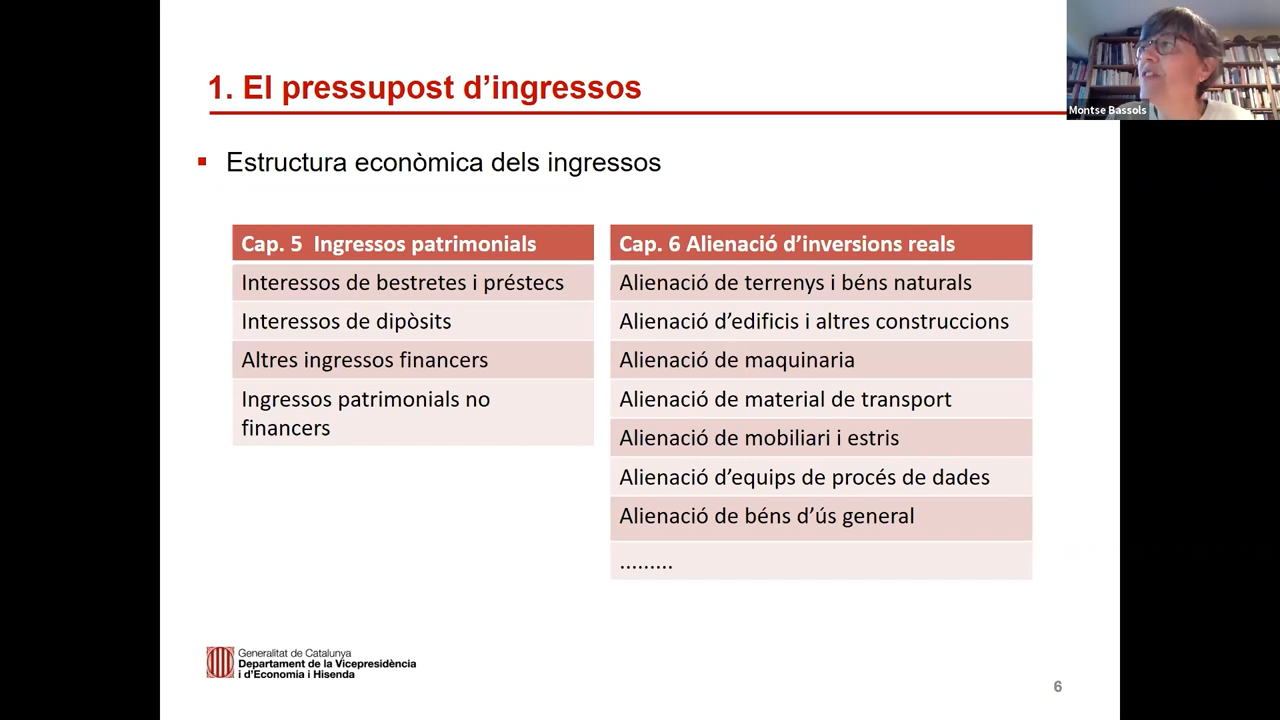 1. El pressupost d’ingressos
Montse Bassols
Estructura econòmica dels ingressos
Cap. 5 Ingressos patrimonials
Interessos de bestretes i préstecs
Interessos de dipòsits
Altres ingressos financers
Ingressos patrimonials no
financers
Cap. 6 Alienació d’inversions reals
Alienació de terrenys i béns naturals
Alienació d’edificis i altres construccions
Alienació de maquinaria
Alienació de material de transport
Alienació de mobiliari i estris
Alienació d’equips de procés de dades
Alienació de béns d’ús general
.........
Generalitat de Catalunya
Departament de la Vicepresidència
i d’Economia i Hisenda
6